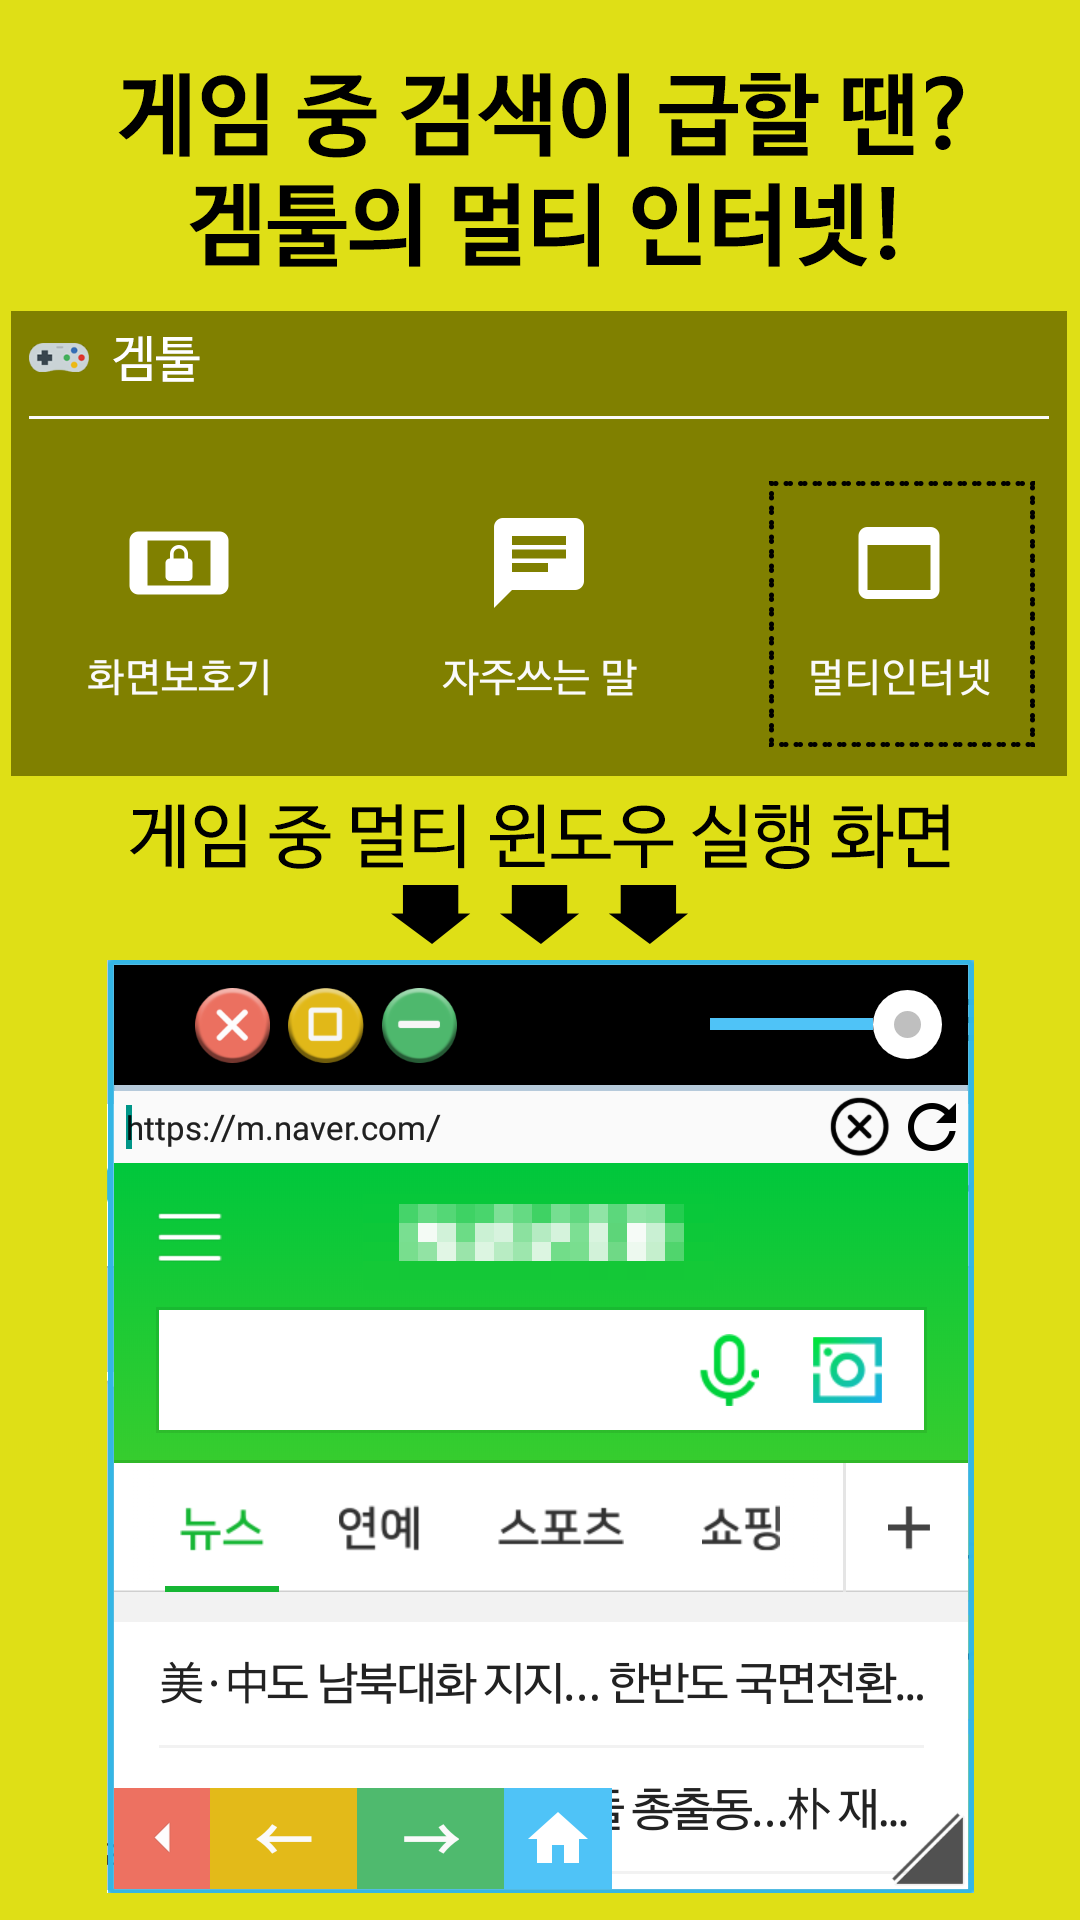 게임 중 검색이 급할 땐?
겜툴의 멀티 인터넷!
겜툴
화면보호기
자주쓰는 말
멀티인터넷
게임 중 멀티 윈도우 실행 화면
https://m.naver.com/
뉴스 연예 스포츠 쇼핑
美·中도 남북대화 지지... 한반도 국면전환...
총출동...朴 재...